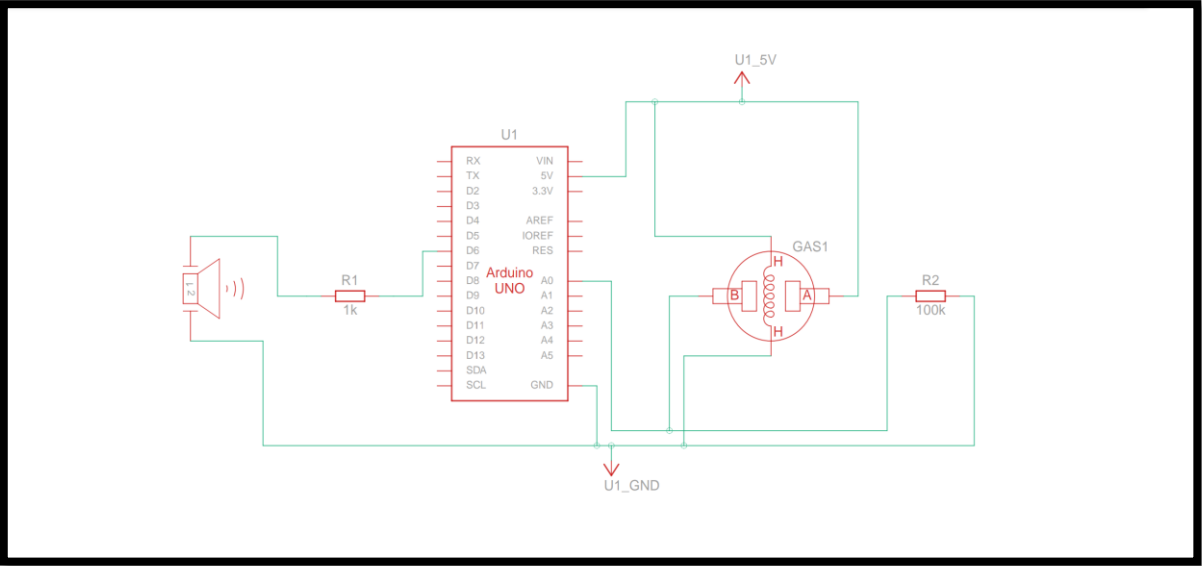 U1_5V
U1
RX
TX
D2
D3
D4
D5
D6
D7
D8
D9
D10
D11
D12
D13
SDA
SCL
VIN
5V
3.3V
AREF
IOREF
RES
A0
A1
A2
A3
A4
A5
GND
Arduino
UNO
1 2
R1
1k
GAS1
H
B
A
H
R2
100k
U1_GND